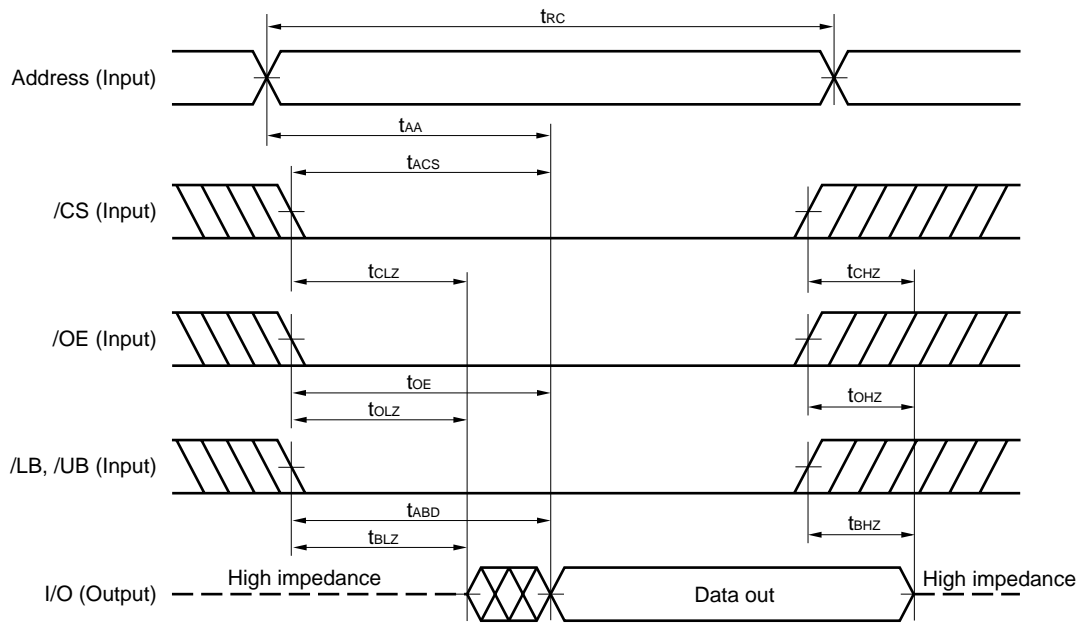 tRC
Address (Input)
tAA
tACS
/CS (Input)
tCLZ
tCHZ
/OE (Input)
tOE
tOLZ
tOHZ
/LB, /UB (Input)
tABD
tBLZ
tBHZ
I/O (Output)
High impedance
Data out
High impedance